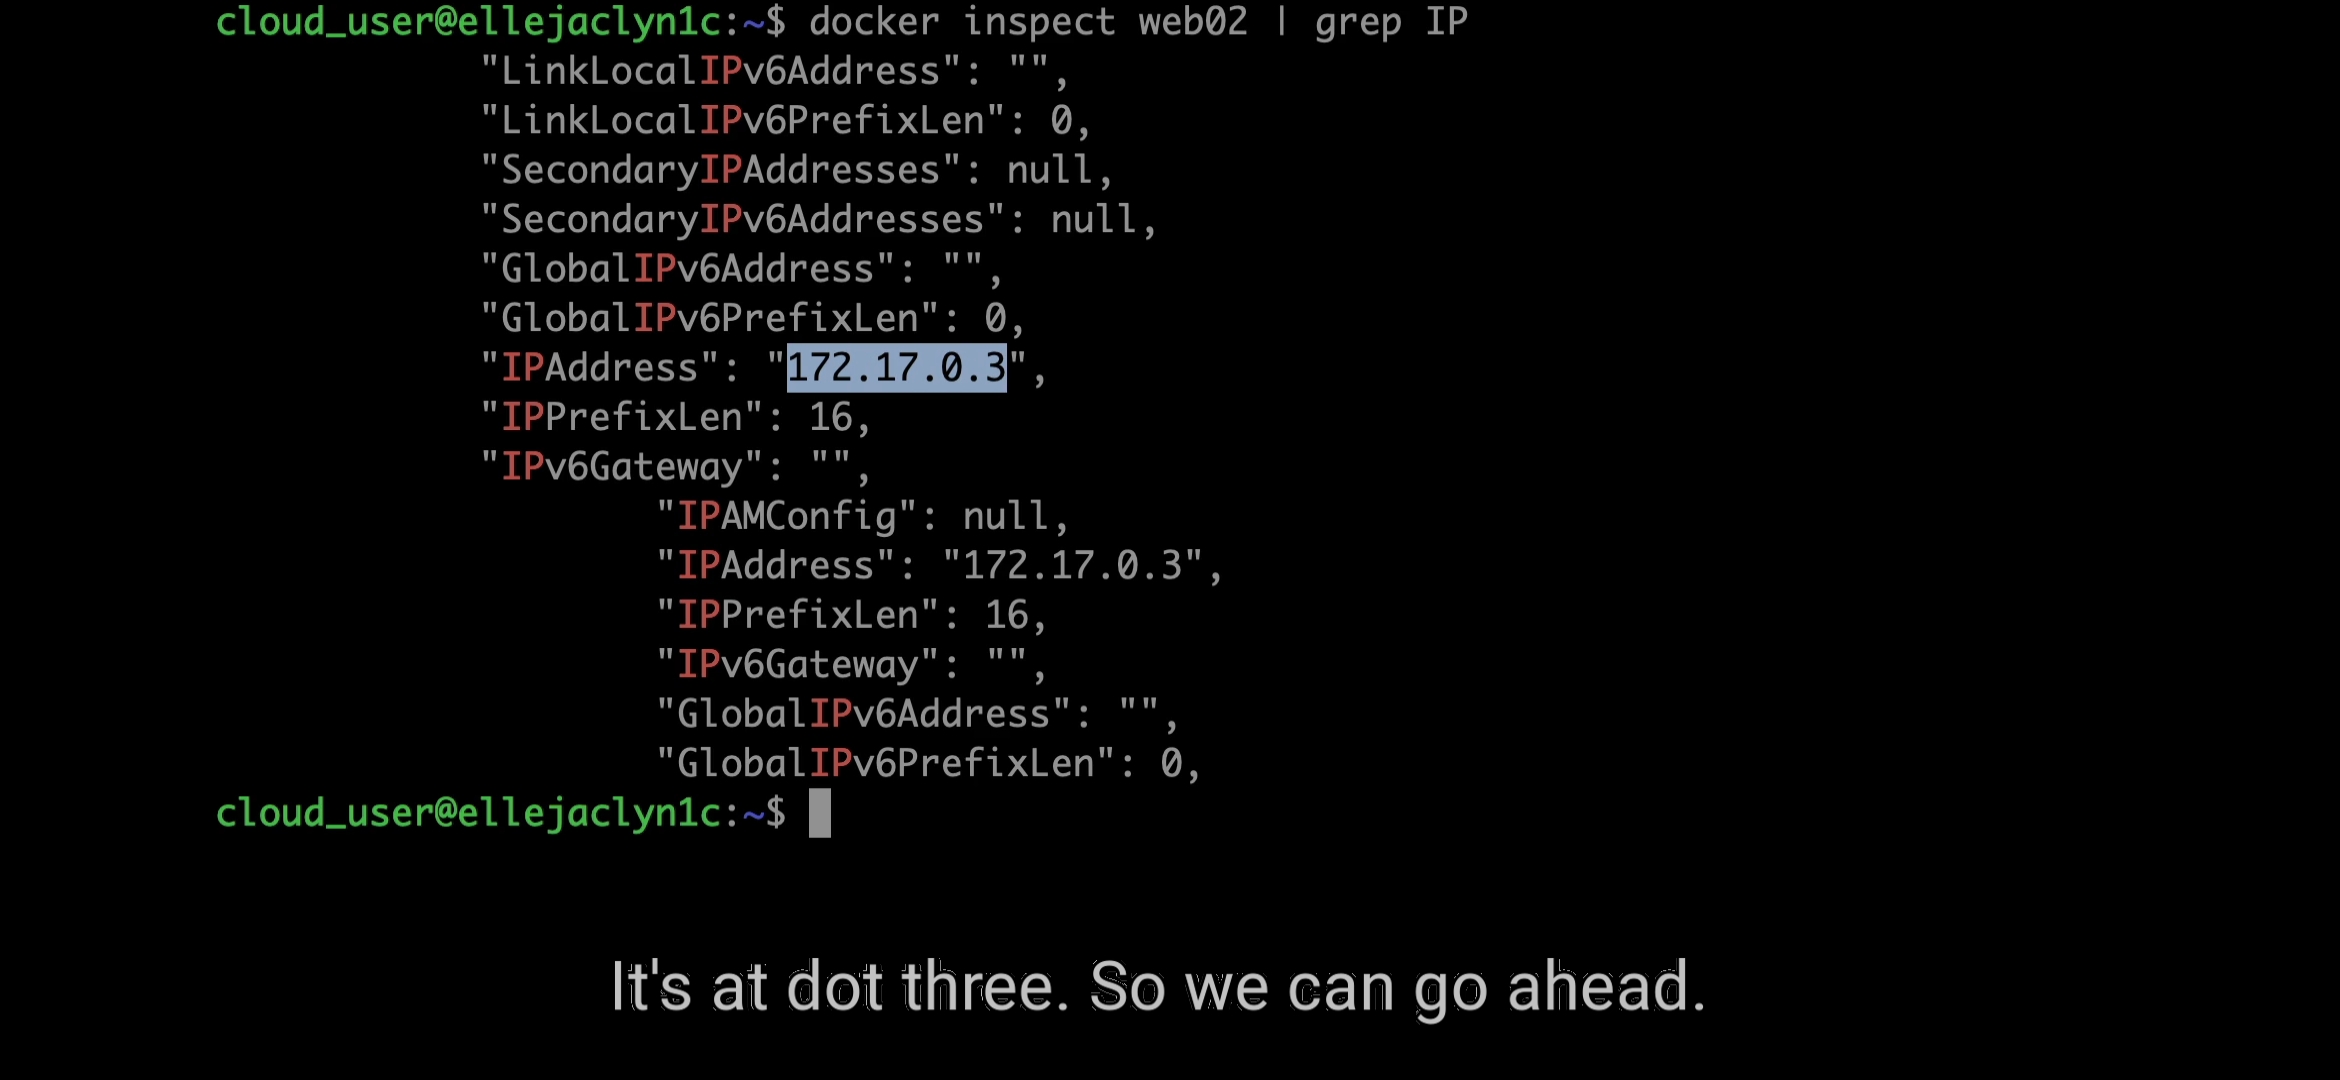 cloud_user@ellejaclyn1c:~$ docker inspect web02 | grep IP
"LinkLocalIPv6Address": "",
"LinkLocalIPv6PrefixLen": 0,
"SecondaryIPAddresses": null,
"SecondaryIPv6Addresses": null,
"GlobalIPv6Address": "",
"GlobalIPv6PrefixLen": 0,
"IPAddress": "172.17.0.3",
"IPPrefixLen": 16,
"IPv6Gateway": "",
"IPAMConfig": null,
"IPAddress": "172.17.0.3",
"IPPrefixLen": 16,
"IPv6Gateway": "",
"GlobalIPv6Address": "",
"GlobalIPv6PrefixLen": 0,
cloud_user@ellejaclyn1c:~$
It's at dot three. So we can go ahead.